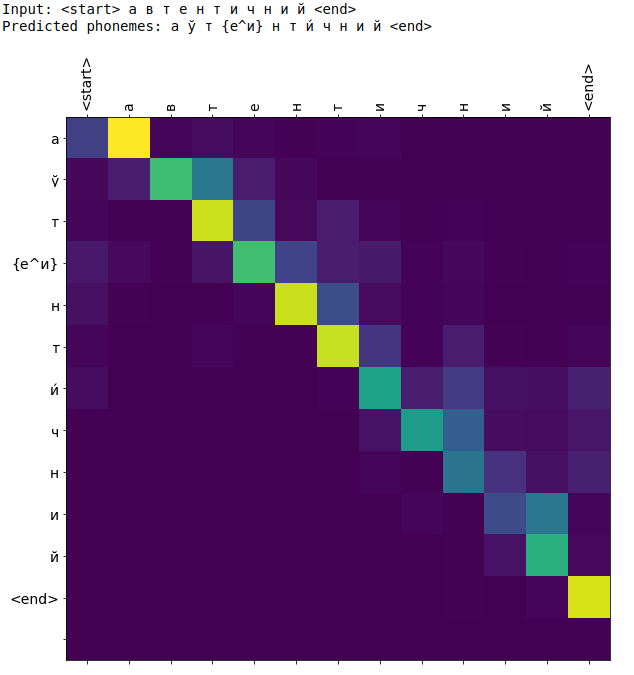 Input: <start> а в т е н т и ч н и й <end>
Predicted phonemes: а ў т {е^и} н т и́ ч н и й <end>
<start> а в т е н т и ч н и й <end>
а
ў
т
{е^и}
н
т
и́
ч
н
и
й
<end>